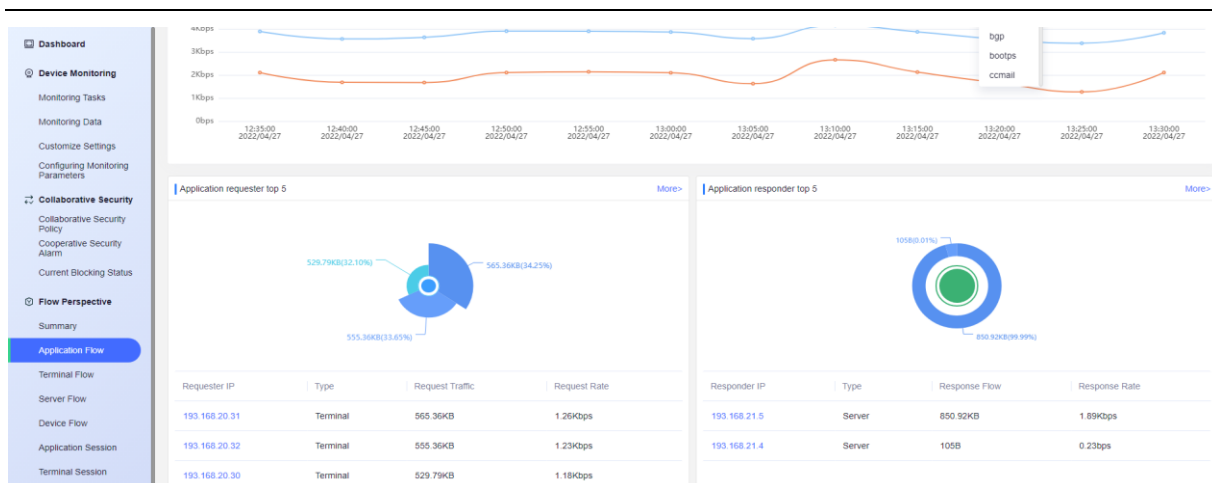 Dashboard
Device Monitoring
Monitoring Tasks
Monitoring Data
Customize Settings
Configuring Monitoring
Parameters
Collaborative Security
Collaborative Security
Policy
Cooperative Security
Alarm
Current Blocking Status
Flow Perspective
Summary
Application Flow
Terminal Flow
Server Flow
Device Flow
Application Session
Terminal Session
4Kbps
3Kbps
2Kbps
1Kbps
0bps
bgp
bootps
ccmail
12:35:00 12:40:00 12:45:00 12:50:00 12:55:00 13:00:00 13:05:00 13:10:00 13:15:00 13:20:00 13:25:00 13:30:00
2022/04/27 2022/04/27 2022/04/27 2022/04/27 2022/04/27 2022/04/27 2022/04/27 2022/04/27 2022/04/27 2022/04/27 2022/04/27 2022/04/27
Application requester top 5 More>
529.79KB(32.10%)
565.36KB(34.25%)
555.36KB(33.65%)
Requester IP Type Request Traffic Request Rate
193.168.20.31 Terminal 565.36KB 1.26Kbps
193.168.20.32 Terminal 555.36KB 1.23Kbps
193.168.20.30 Terminal 529.79KB 1.18Kbps
Application responder top 5 More>
105B(0.01%)
850.92KB(99.99%)
Responder IP Type Response Flow Response Rate
193.168.21.5 Server 850.92KB 1.89Kbps
193.168.21.4 Server 105B 0.23bps